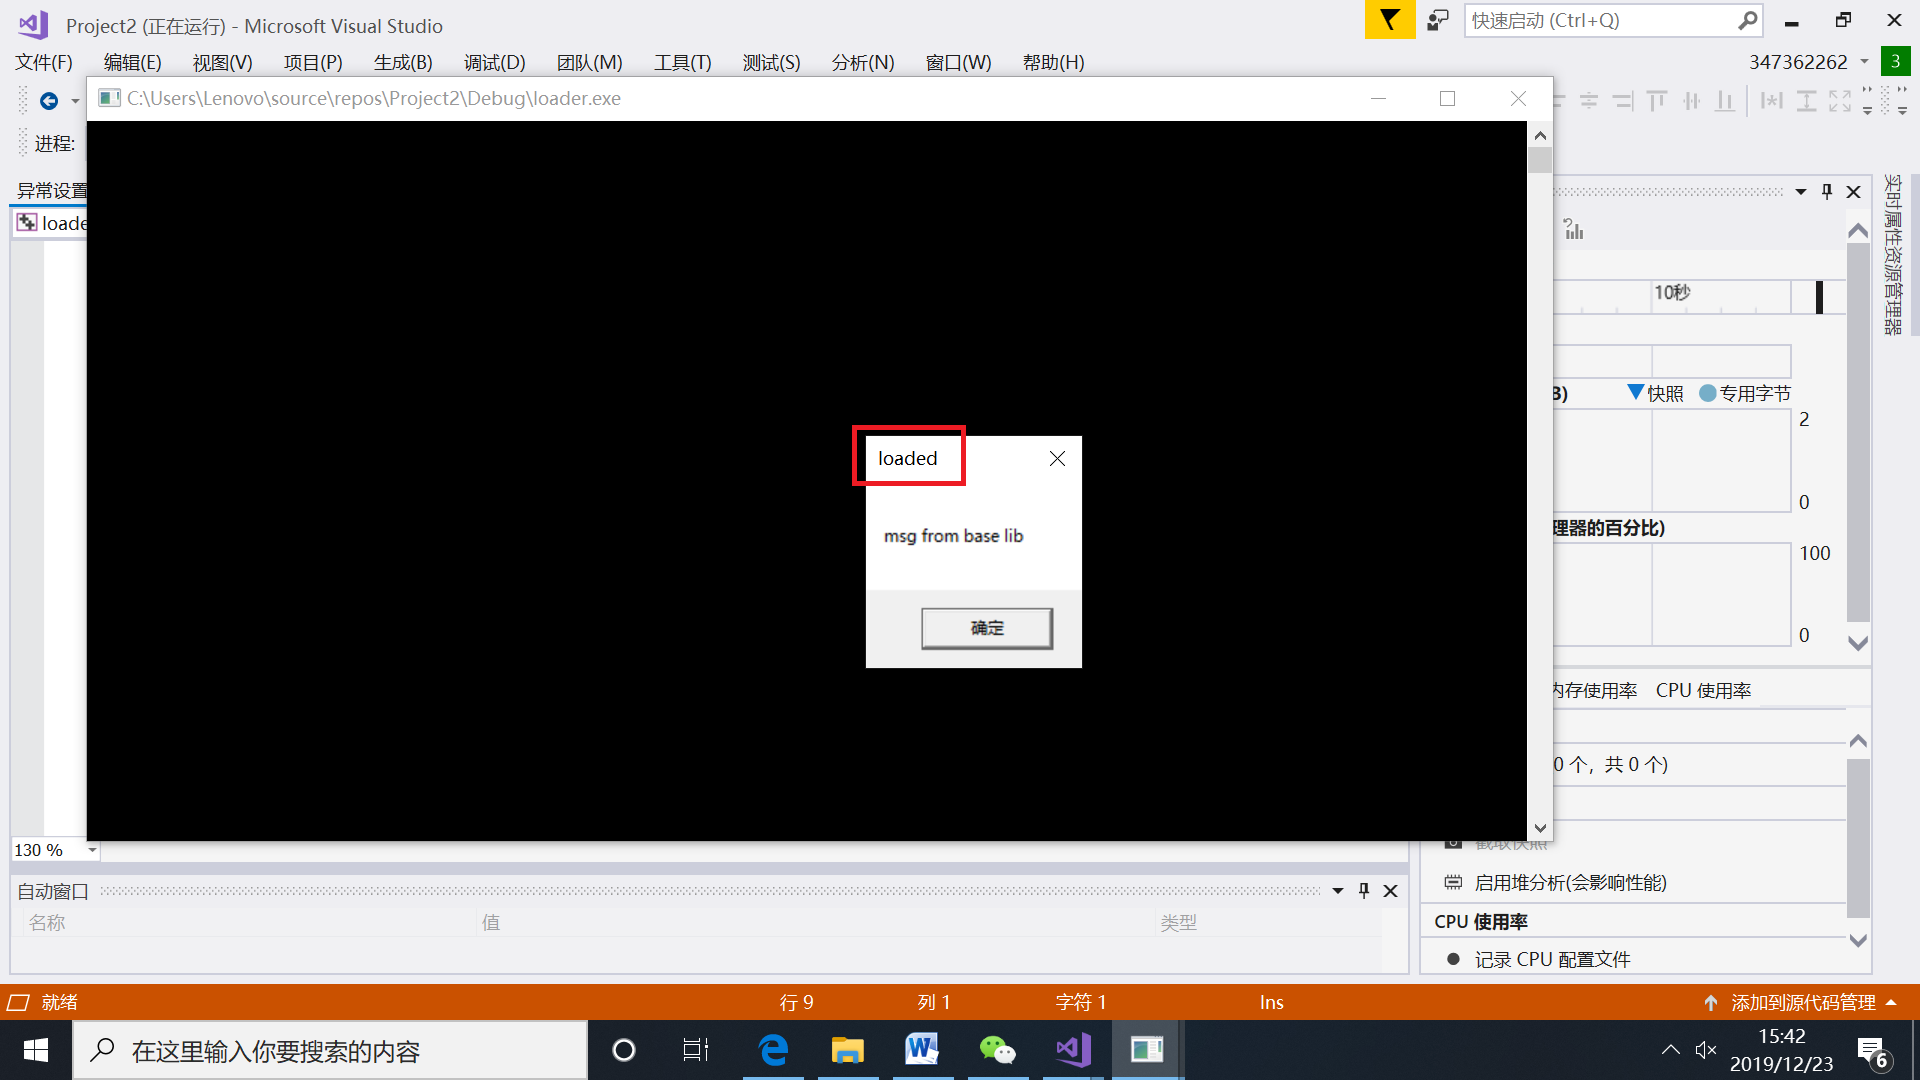 Project2 (正在运行) - Microsoft Visual Studio
快速启动 (Ctrl+Q)
文件(F) 编辑(E) 视图(V) 项目(P) 生成(B) 调试(D) 团队(M) 工具(T) 测试(S) 分析(N) 窗口(W) 帮助(H)
347362262
3
C:\Users\Lenovo\source\repos\Project2\Debug\loader.exe
进程:
异常设置
loade
实时属性资源管理器
10秒
B)
快照
专用字节
2
0
理器的百分比)
100
0
loaded
msg from base lib
确定
内存使用率 CPU 使用率
0 个，共 0 个)
截取快照
启用堆分析(会影响性能)
CPU 使用率
记录 CPU 配置文件
130 %
自动窗口
名称 值 类型
就绪 行 9 列 1 字符 1 Ins 添加到源代码管理
在这里输入你要搜索的内容
15:42
2019/12/23
6